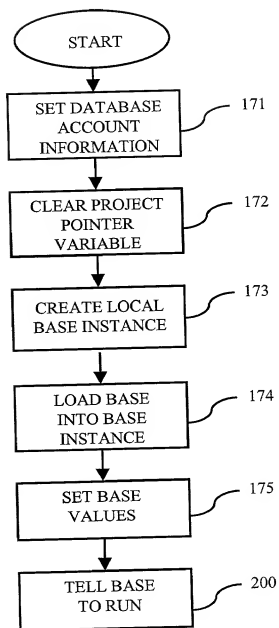 START
SET DATABASE
ACCOUNT
INFORMATION
171
CLEAR PROJECT
POINTER
VARIABLE
172
CREATE LOCAL
BASE INSTANCE
173
LOAD BASE
INTO BASE
INSTANCE
174
SET BASE
VALUES
175
TELL BASE
TO RUN
200